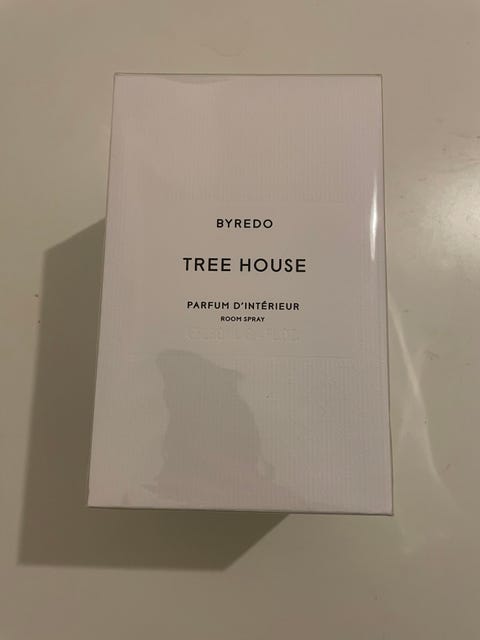 BYREDO
TREE HOUSE
PARFUM D'INTÉRIEUR
ROOM SPRAY